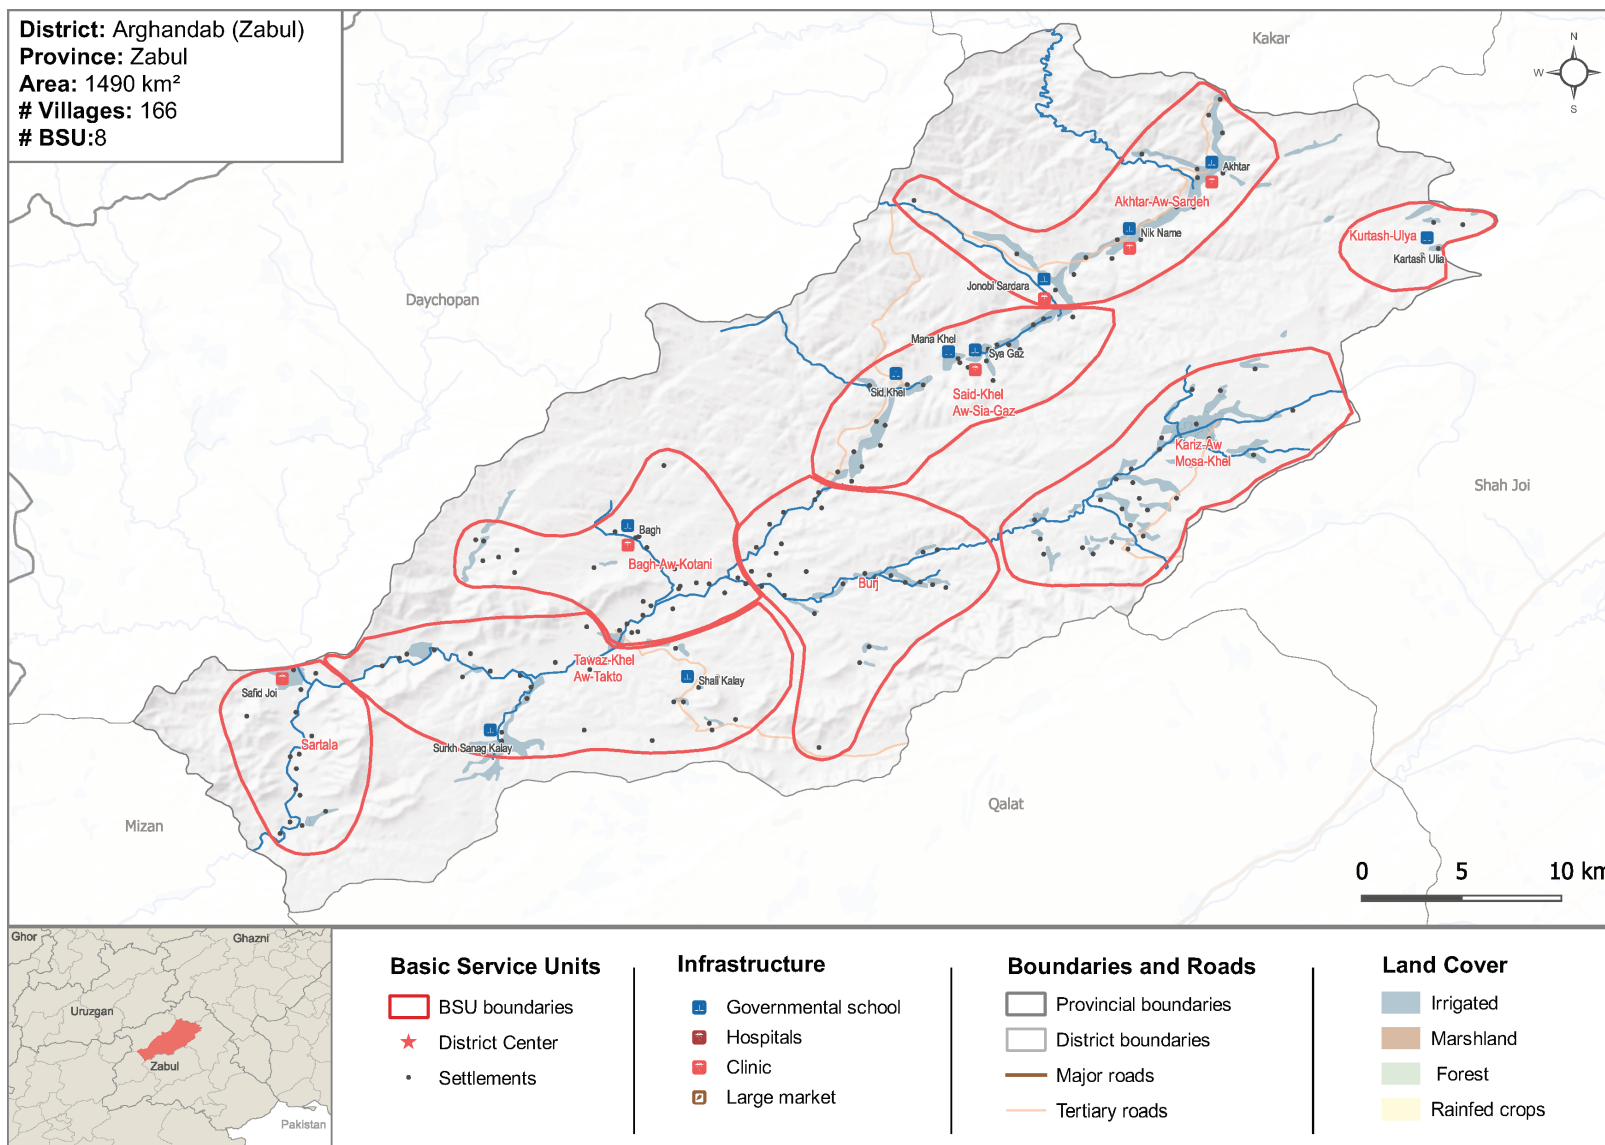 District: Arghandab (Zabul)
Province: Zabul
Area: 1490 km²
# Villages: 166
# BSU:8
Kakar
N
W
S
Akhtar
Akhtar-Aw-Sardeh
Nik Name
Kurtash-Ulya
Kartash Ulia
Jonobi Sardara
Daychopan
Mana Khel
Sya Gaz
Sid Khel
Said-Khel
Aw-Sia-Gaz
Kariz-Aw
Mosa-Khel
Shah Joi
Bagh
Bagh-Aw-Kotani
Burj
Tawaz-Khel
Aw-Takto
Shali Kalay
Safid Joi
Surkh Sanag Kalay
Sartala
Mizan
Qalat
0 5 10 km
Ghor
Ghazni
Uruzgan
Zabul
Pakistan
Basic Service Units
BSU boundaries
District Center
Settlements
Infrastructure
Governmental school
Hospitals
Clinic
Large market
Boundaries and Roads
Provincial boundaries
District boundaries
Major roads
Tertiary roads
Land Cover
Irrigated
Marshland
Forest
Rainfed crops